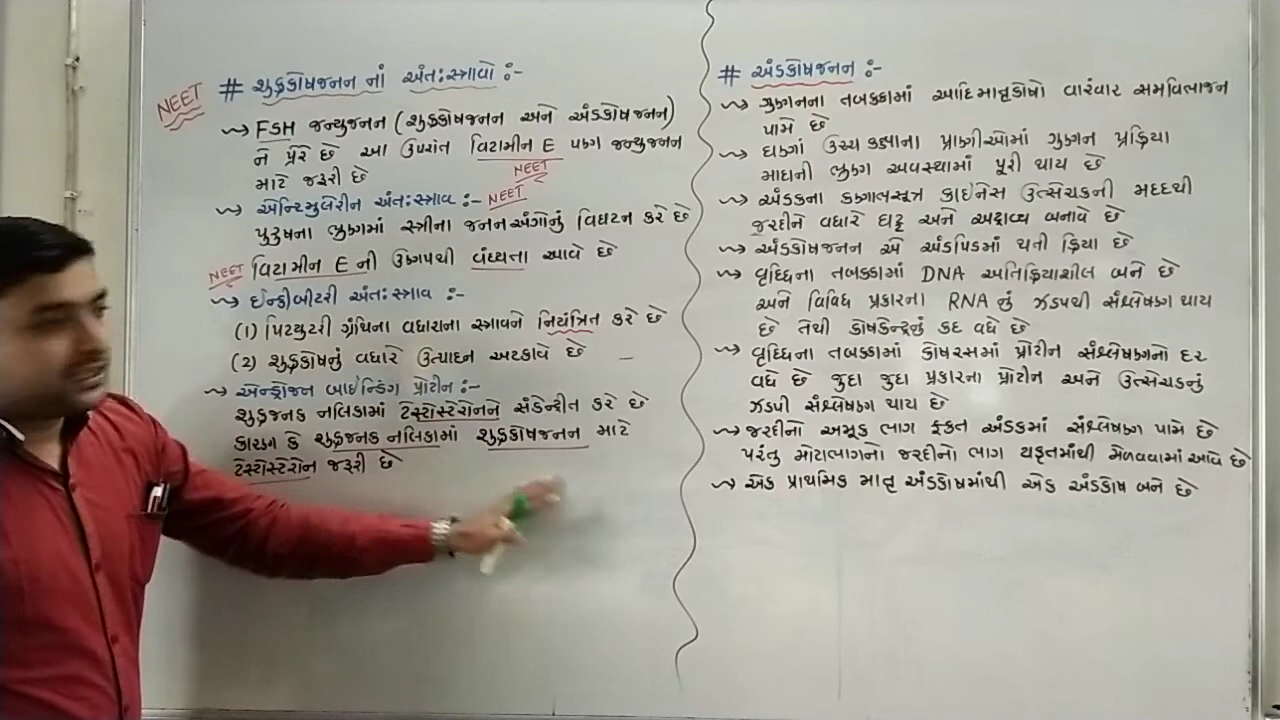 NEET
# શુક્રકોષજનન નાં અંતઃસ્ત્રાવો :-
↝ FSH જન્યુજનન (શુક્રકોષજનન અને અંડકોષજનન)
ને પ્રેરે છે આ ઉપરાંત વિટામીન E પણ જન્યુજનન
માટે જરૂરી છે NEET
↝ એન્ટિમુલેરીન અંતઃસ્ત્રાવ :- NEET
પુરુષના ભ્રુણમાં સ્ત્રીના જનનઅંગોનું વિઘટન કરે છે
NEET વિટામીન E ની ઉણપથી વંધ્યતા આવે છે
↝ ઈન્હીબીટરી અંતઃસ્ત્રાવ :-
(1) પિટ્યુટરી ગ્રંથિના વધારાના સ્ત્રાવને નિયંત્રિત કરે છે
(2) શુક્રકોષનું વધારે ઉત્પાદન અટકાવે છે
↝ એન્ડ્રોજન બાઈન્ડિંગ પ્રોટીન :-
શુક્રજનક નલિકામાં ટેસ્ટોસ્ટેરોનને સંકેન્દ્રીત કરે છે
કારણ કે શુક્રજનક નલિકામાં શુક્રકોષજનન માટે
ટેસ્ટોસ્ટેરોન જરૂરી છે
# અંડકોષજનન :-
↝ ગુણનના તબક્કામાં આદિમાતૃકોષો વારંવાર સમવિભાજન
પામે છે
↝ ઘણાં ઉચ્ચ કક્ષાના પ્રાણીઓમાં ગુણન પ્રક્રિયા
માદાની ભ્રુણ અવસ્થામાં પૂરી થાય છે
↝ અંડકના કણાભસૂત્ર કાઈનેસ ઉત્સેચકની મદદથી
જરદીને વધારે ઘટ્ટ અને અદ્રાવ્ય બનાવે છે
↝ અંડકોષજનન એ અંડપિંડમાં થતી ક્રિયા છે
↝ વૃધ્ધિના તબક્કામાં DNA અતિક્રિયાશીલ બને છે
અને વિવિધ પ્રકારના RNA નું ઝડપથી સંશ્લેષણ થાય
છે તેથી કોષકેન્દ્રનું કદ વધે છે
↝ વૃધ્ધિના તબક્કામાં કોષરસમાં પ્રોટીન સંશ્લેષણનો દર
વધે છે જુદા જુદા પ્રકારના પ્રોટીન અને ઉત્સેચકનું
ઝડપી સંશ્લેષણ થાય છે
↝ જરદીનો અમૂક ભાગ ફક્ત અંડકમાં સંશ્લેષણ પામે છે
પરંતુ મોટાભાગનો જરદીનો ભાગ યકૃતમાંથી મેળવવામાં આવે છે
↝ એક પ્રાથમિક માતૃ અંડકોષમાંથી એક અંડકોષ બને છે